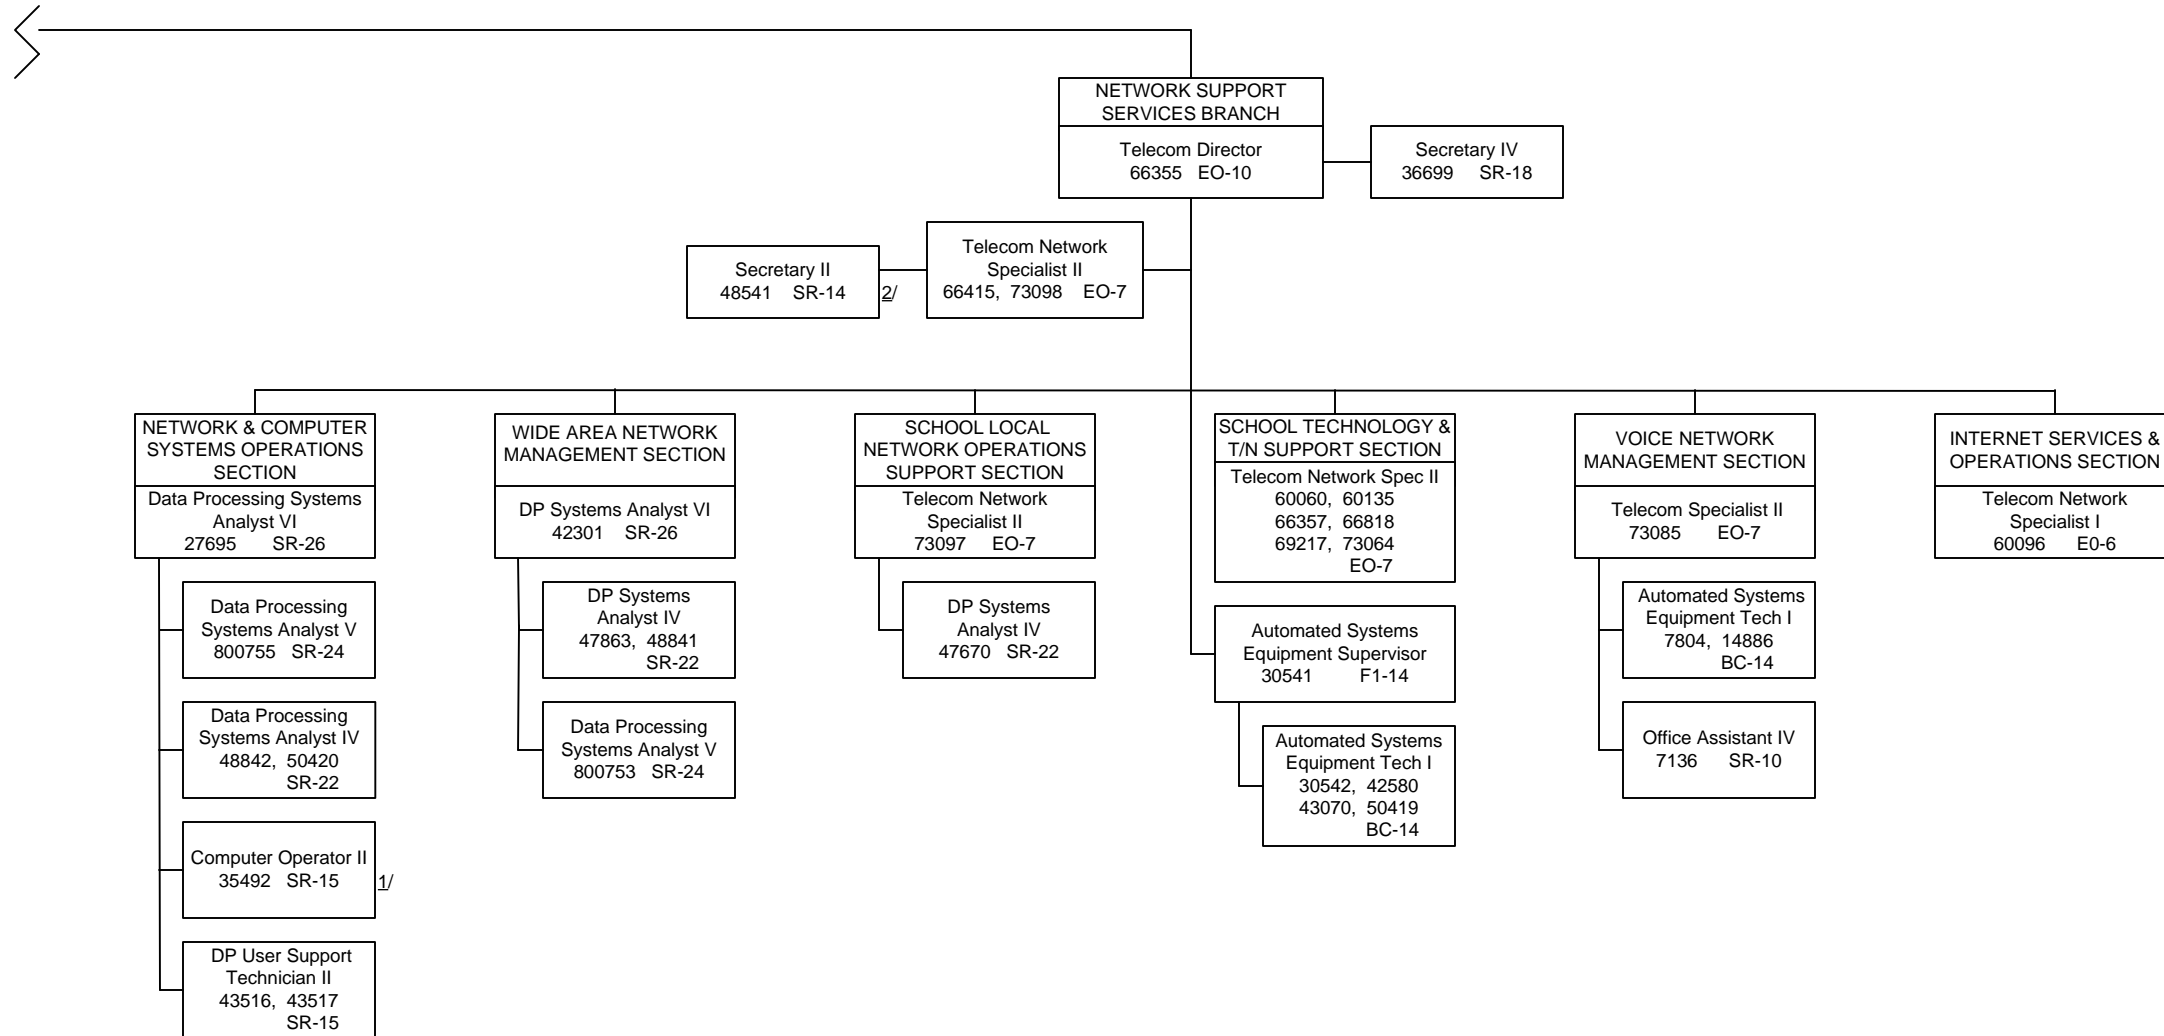 NETWORK SUPPORT
SERVICES BRANCH
Telecom Director
66355 EO-10
Secretary IV
36699 SR-18
Telecom Network
Specialist II
66415, 73098 EO-7
Secretary II
48541 SR-14
2/
NETWORK & COMPUTER
SYSTEMS OPERATIONS
SECTION
Data Processing Systems
Analyst VI
27695 SR-26
Data Processing
Systems Analyst V
800755 SR-24
Data Processing
Systems Analyst IV
48842, 50420
SR-22
Computer Operator II
35492 SR-15
1/
DP User Support
Technician II
43516, 43517
SR-15
WIDE AREA NETWORK
MANAGEMENT SECTION
DP Systems Analyst VI
42301 SR-26
DP Systems
Analyst IV
47863, 48841
SR-22
Data Processing
Systems Analyst V
800753 SR-24
SCHOOL LOCAL
NETWORK OPERATIONS
SUPPORT SECTION
Telecom Network
Specialist II
73097 EO-7
DP Systems
Analyst IV
47670 SR-22
SCHOOL TECHNOLOGY &
T/N SUPPORT SECTION
Telecom Network Spec II
60060, 60135
66357, 66818
69217, 73064
EO-7
Automated Systems
Equipment Supervisor
30541 F1-14
Automated Systems
Equipment Tech I
30542, 42580
43070, 50419
BC-14
VOICE NETWORK
MANAGEMENT SECTION
Telecom Specialist II
73085 EO-7
Automated Systems
Equipment Tech I
7804, 14886
BC-14
Office Assistant IV
7136 SR-10
INTERNET SERVICES &
OPERATIONS SECTION
Telecom Network
Specialist I
60096 E0-6